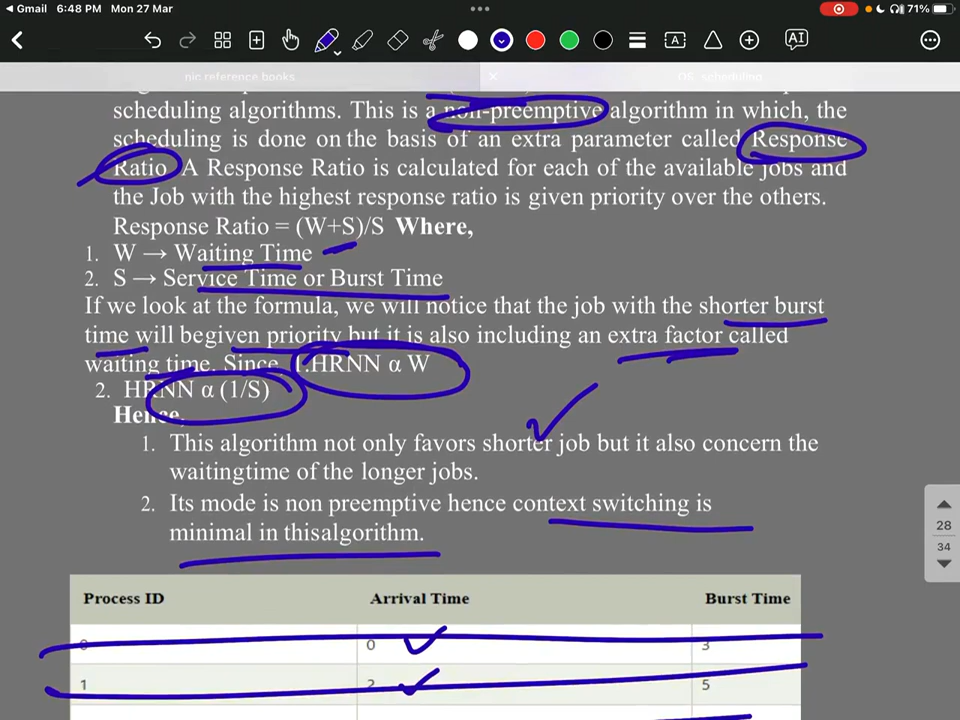 Gmail 6:48 PM Mon 27 Mar 71%
AI
nic reference books
OS- scheduling
scheduling algorithms. This is a non-preemptive algorithm in which, the
scheduling is done on the basis of an extra parameter called Response
Ratio. A Response Ratio is calculated for each of the available jobs and
the Job with the highest response ratio is given priority over the others.
Response Ratio = (W+S)/S Where,
1. W → Waiting Time
2. S → Service Time or Burst Time
If we look at the formula, we will notice that the job with the shorter burst
time will begiven priority but it is also including an extra factor called
waiting time. Since, 1.HRNN α W
2. HRNN α (1/S)
Hence,
1. This algorithm not only favors shorter job but it also concern the
waitingtime of the longer jobs.
2. Its mode is non preemptive hence context switching is
minimal in thisalgorithm.
28
34
Process ID Arrival Time Burst Time
0 0 3
1 2 5